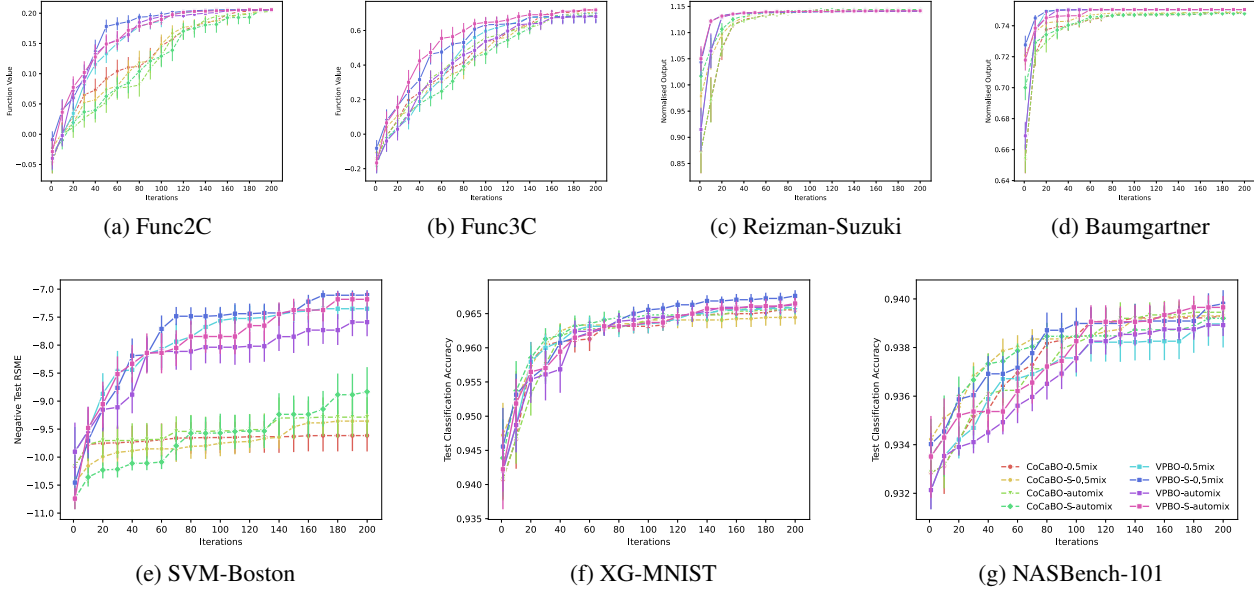 0.20
0.15
0.10
0.05
0.00
−0.05
Function Value
0 20 40 60 80 100 120 140 160 180 200
Iterations
(a) Func2C
0.6
0.4
0.2
0.0
−0.2
Function Value
0 20 40 60 80 100 120 140 160 180 200
Iterations
(b) Func3C
1.15
1.10
1.05
1.00
0.95
0.90
0.85
Normalised Output
0 20 40 60 80 100 120 140 160 180 200
Iterations
(c) Reizman-Suzuki
0.74
0.72
0.70
0.68
0.66
0.64
Normalised Output
0 20 40 60 80 100 120 140 160 180 200
Iterations
(d) Baumgartner
−7.0
−7.5
−8.0
−8.5
−9.0
−9.5
−10.0
−10.5
−11.0
Negative Test RSME
0 20 40 60 80 100 120 140 160 180 200
Iterations
(e) SVM-Boston
0.965
0.960
0.955
0.950
0.945
0.940
0.935
Test Classification Accuracy
0 20 40 60 80 100 120 140 160 180 200
Iterations
(f) XG-MNIST
0.940
0.938
0.936
0.934
0.932
Test Classification Accuracy
CoCaBO-0.5mix VPBO-0.5mix
CoCaBO-S-0,5mix VPBO-S-0,5mix
CoCaBO-automix VPBO-automix
CoCaBO-S-automix VPBO-S-automix
0 20 40 60 80 100 120 140 160 180 200
Iterations
(g) NASBench-101